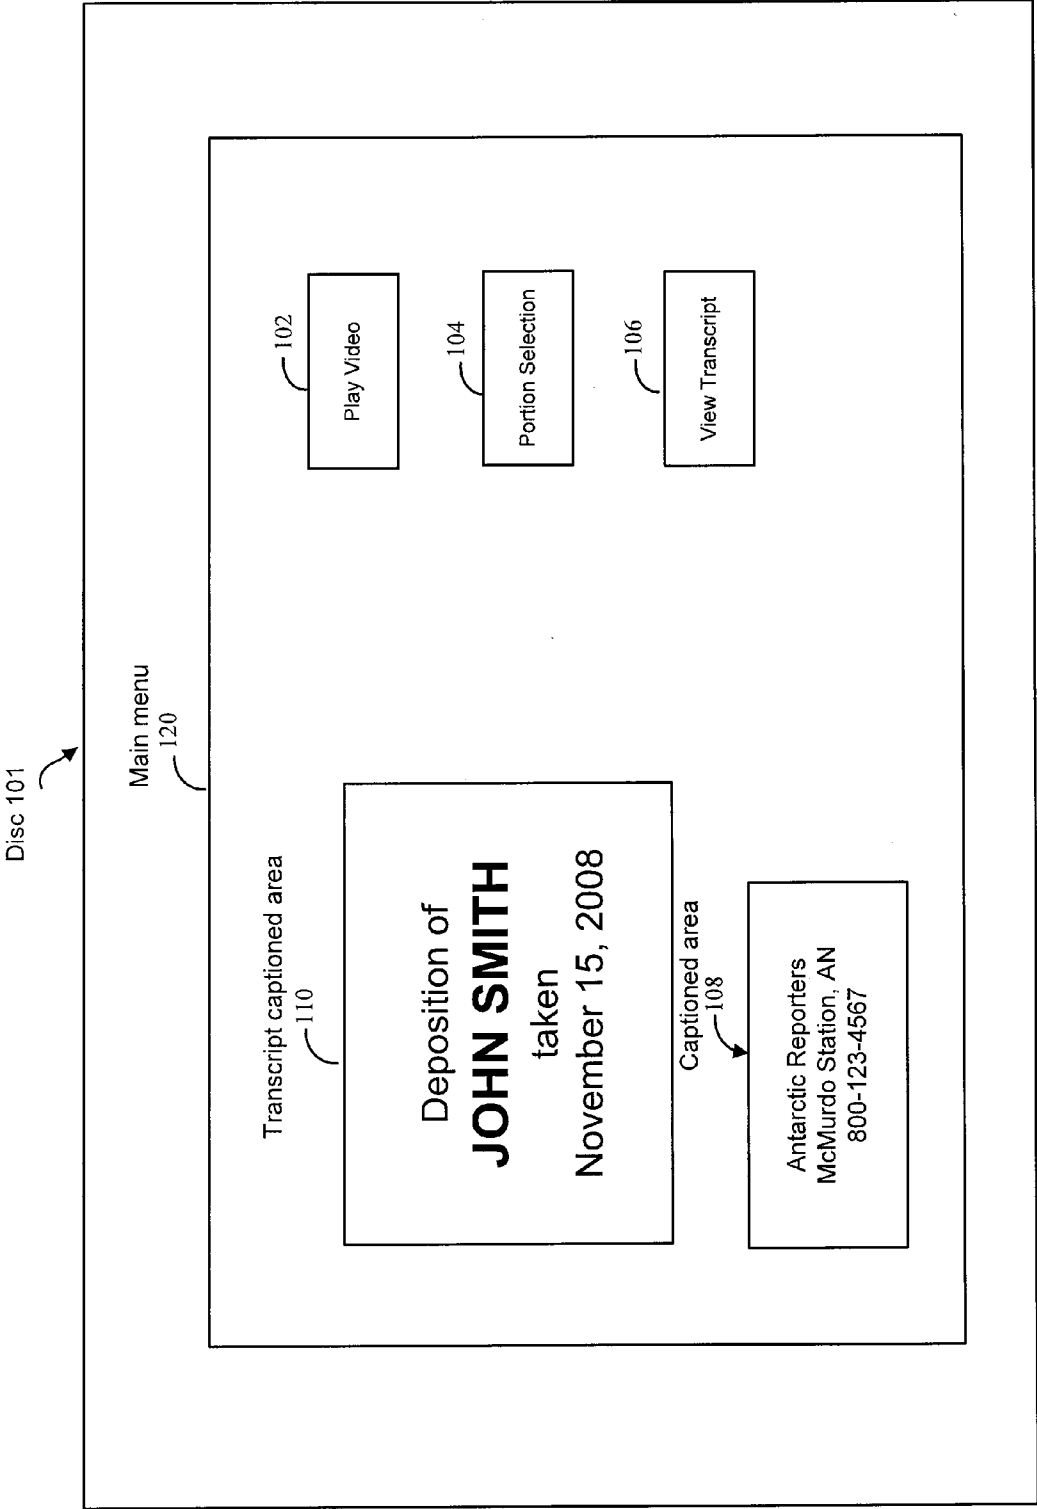 Disc 101
Main menu
120
Transcript captioned area
110
Deposition of
JOHN SMITH
taken
November 15, 2008
Captioned area
108
Antarctic Reporters
McMurdo Station, AN
800-123-4567
102
Play Video
104
Portion Selection
106
View Transcript